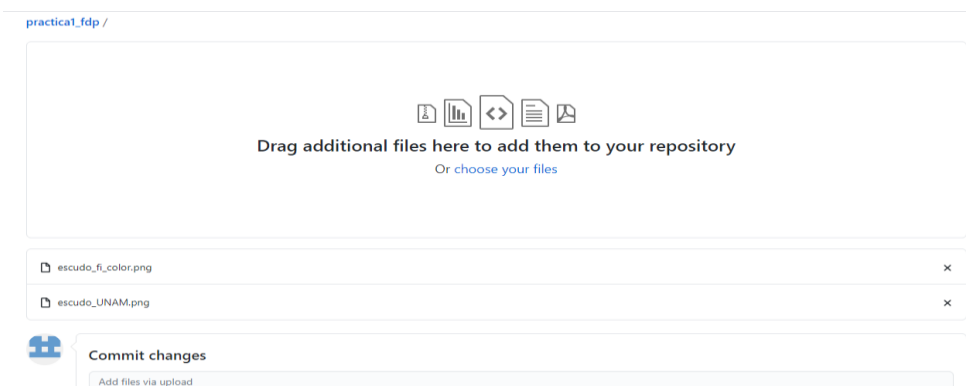 practica1_fdp /
Drag additional files here to add them to your repository
Or choose your files
escudo_fi_color.png
escudo_UNAM.png
Commit changes
Add files via upload